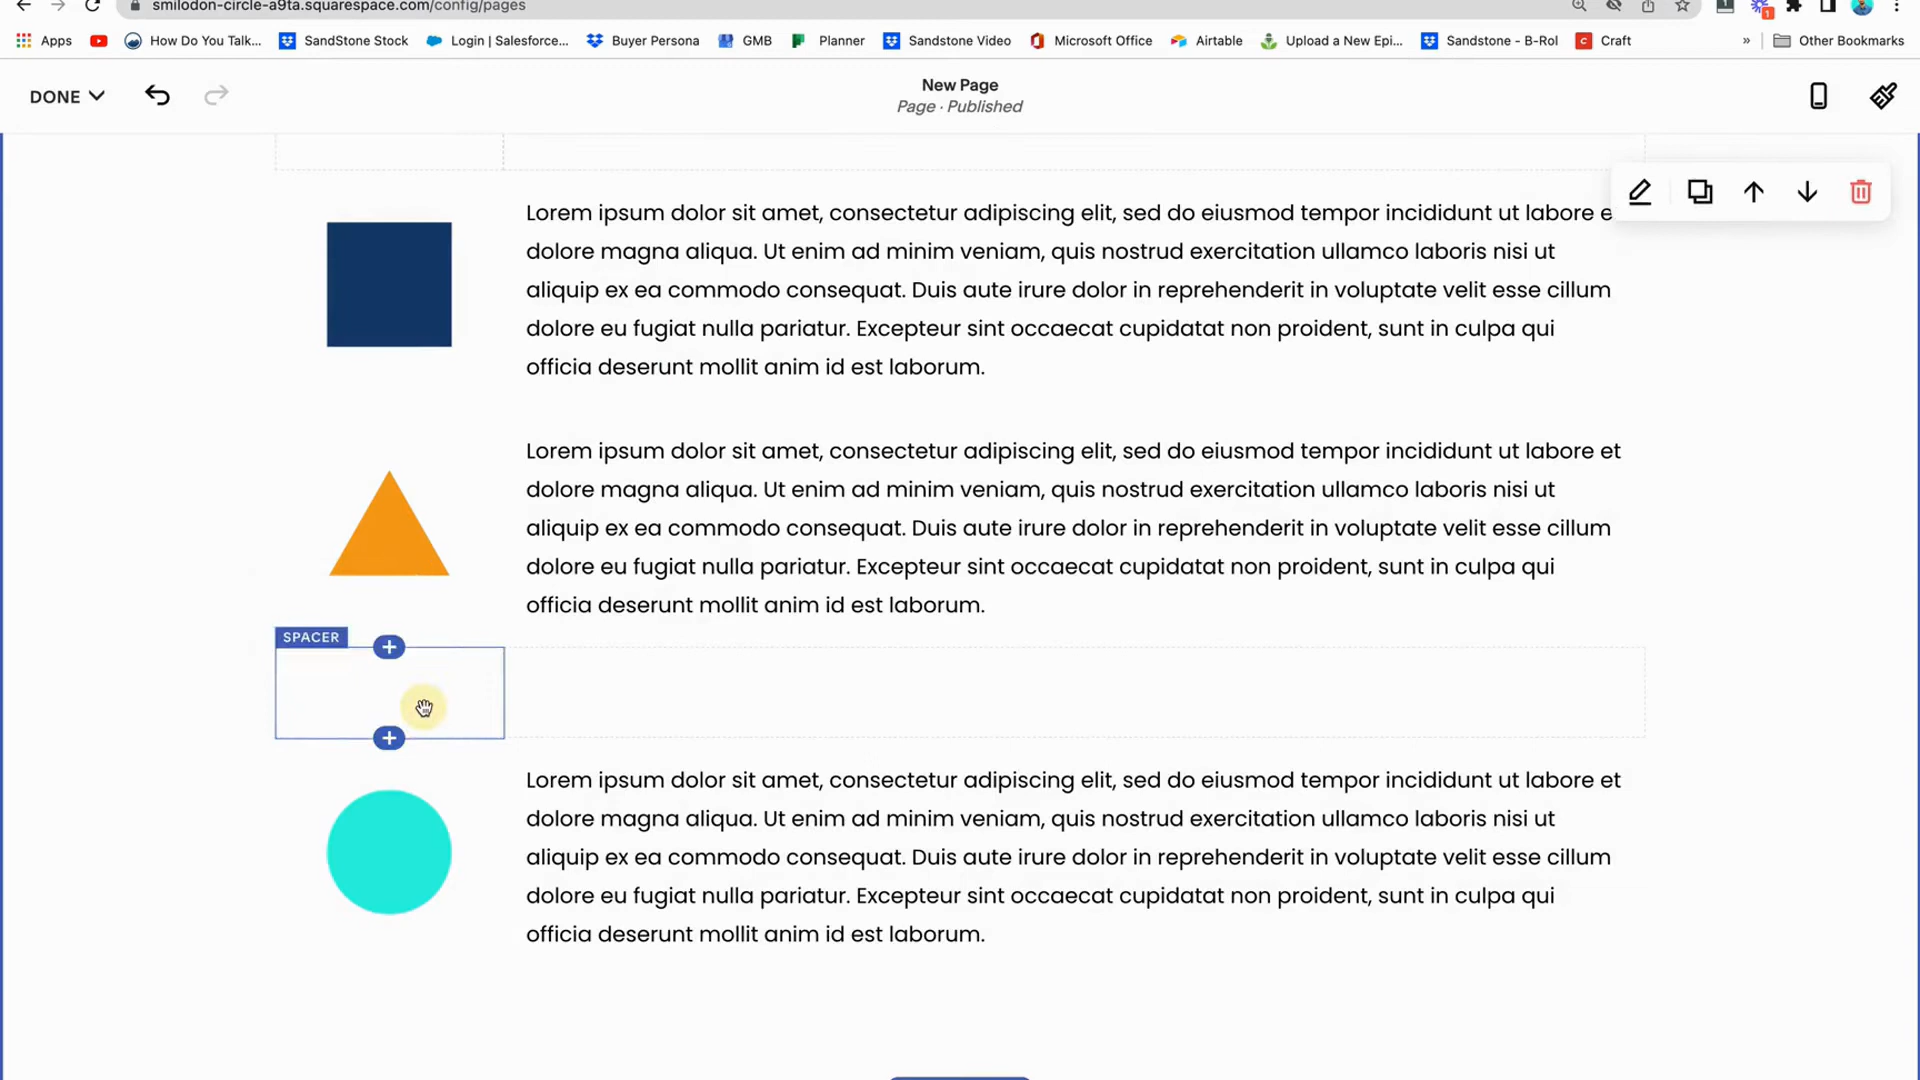 smilodon-circle-a9ta.squarespace.com/config/pages
Apps
How Do You Talk...
SandStone Stock
Login | Salesforce...
Buyer Persona
GMB
Planner
Sandstone Video
Microsoft Office
Airtable
Upload a New Epi...
Sandstone - B-Rol
Craft
»
Other Bookmarks
DONE
New Page
Page · Published
Lorem ipsum dolor sit amet, consectetur adipiscing elit, sed do eiusmod tempor incididunt ut labore e
dolore magna aliqua. Ut enim ad minim veniam, quis nostrud exercitation ullamco laboris nisi ut
aliquip ex ea commodo consequat. Duis aute irure dolor in reprehenderit in voluptate velit esse cillum
dolore eu fugiat nulla pariatur. Excepteur sint occaecat cupidatat non proident, sunt in culpa qui
officia deserunt mollit anim id est laborum.
Lorem ipsum dolor sit amet, consectetur adipiscing elit, sed do eiusmod tempor incididunt ut labore et
dolore magna aliqua. Ut enim ad minim veniam, quis nostrud exercitation ullamco laboris nisi ut
aliquip ex ea commodo consequat. Duis aute irure dolor in reprehenderit in voluptate velit esse cillum
dolore eu fugiat nulla pariatur. Excepteur sint occaecat cupidatat non proident, sunt in culpa qui
officia deserunt mollit anim id est laborum.
SPACER
Lorem ipsum dolor sit amet, consectetur adipiscing elit, sed do eiusmod tempor incididunt ut labore et
dolore magna aliqua. Ut enim ad minim veniam, quis nostrud exercitation ullamco laboris nisi ut
aliquip ex ea commodo consequat. Duis aute irure dolor in reprehenderit in voluptate velit esse cillum
dolore eu fugiat nulla pariatur. Excepteur sint occaecat cupidatat non proident, sunt in culpa qui
officia deserunt mollit anim id est laborum.